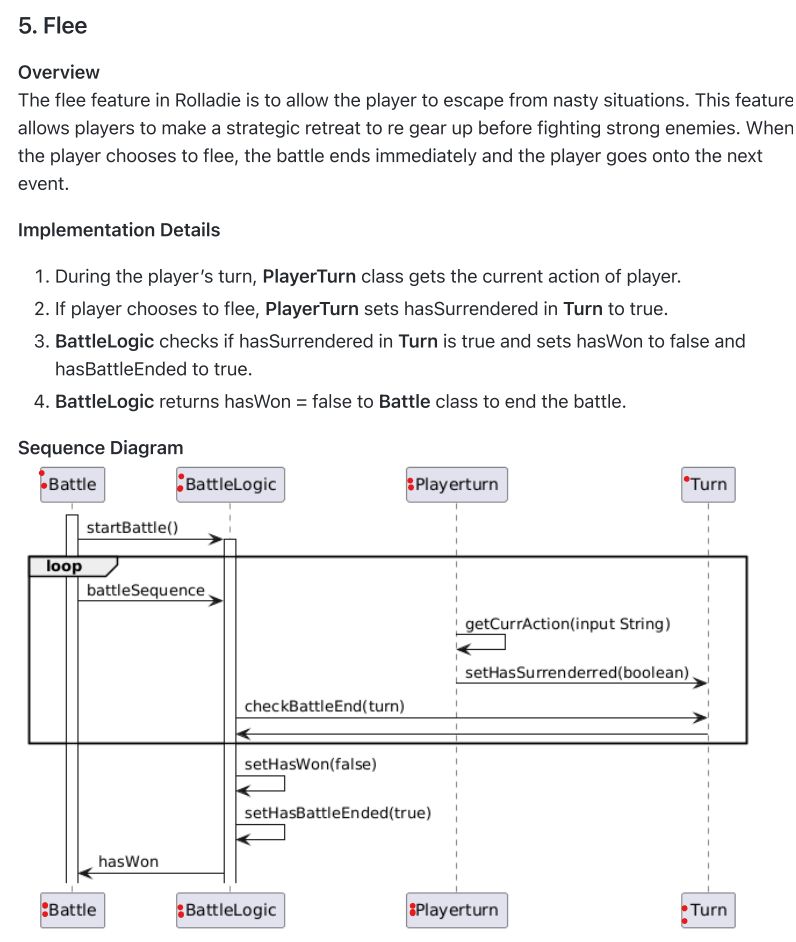 5. Flee
Overview
The flee feature in Rolladie is to allow the player to escape from nasty situations. This feature
allows players to make a strategic retreat to re gear up before fighting strong enemies. When
the player chooses to flee, the battle ends immediately and the player goes onto the next
event.
Implementation Details
1. During the player’s turn, PlayerTurn class gets the current action of player.
2. If player chooses to flee, PlayerTurn sets hasSurrendered in Turn to true.
3. BattleLogic checks if hasSurrendered in Turn is true and sets hasWon to false and
hasBattleEnded to true.
4. BattleLogic returns hasWon = false to Battle class to end the battle.
Sequence Diagram
:Battle :BattleLogic :Playerturn :Turn
startBattle()
loop
battleSequence
getCurrAction(input String)
setHasSurrenderred(boolean)
checkBattleEnd(turn)
setHasWon(false)
setHasBattleEnded(true)
hasWon
:Battle :BattleLogic :Playerturn :Turn